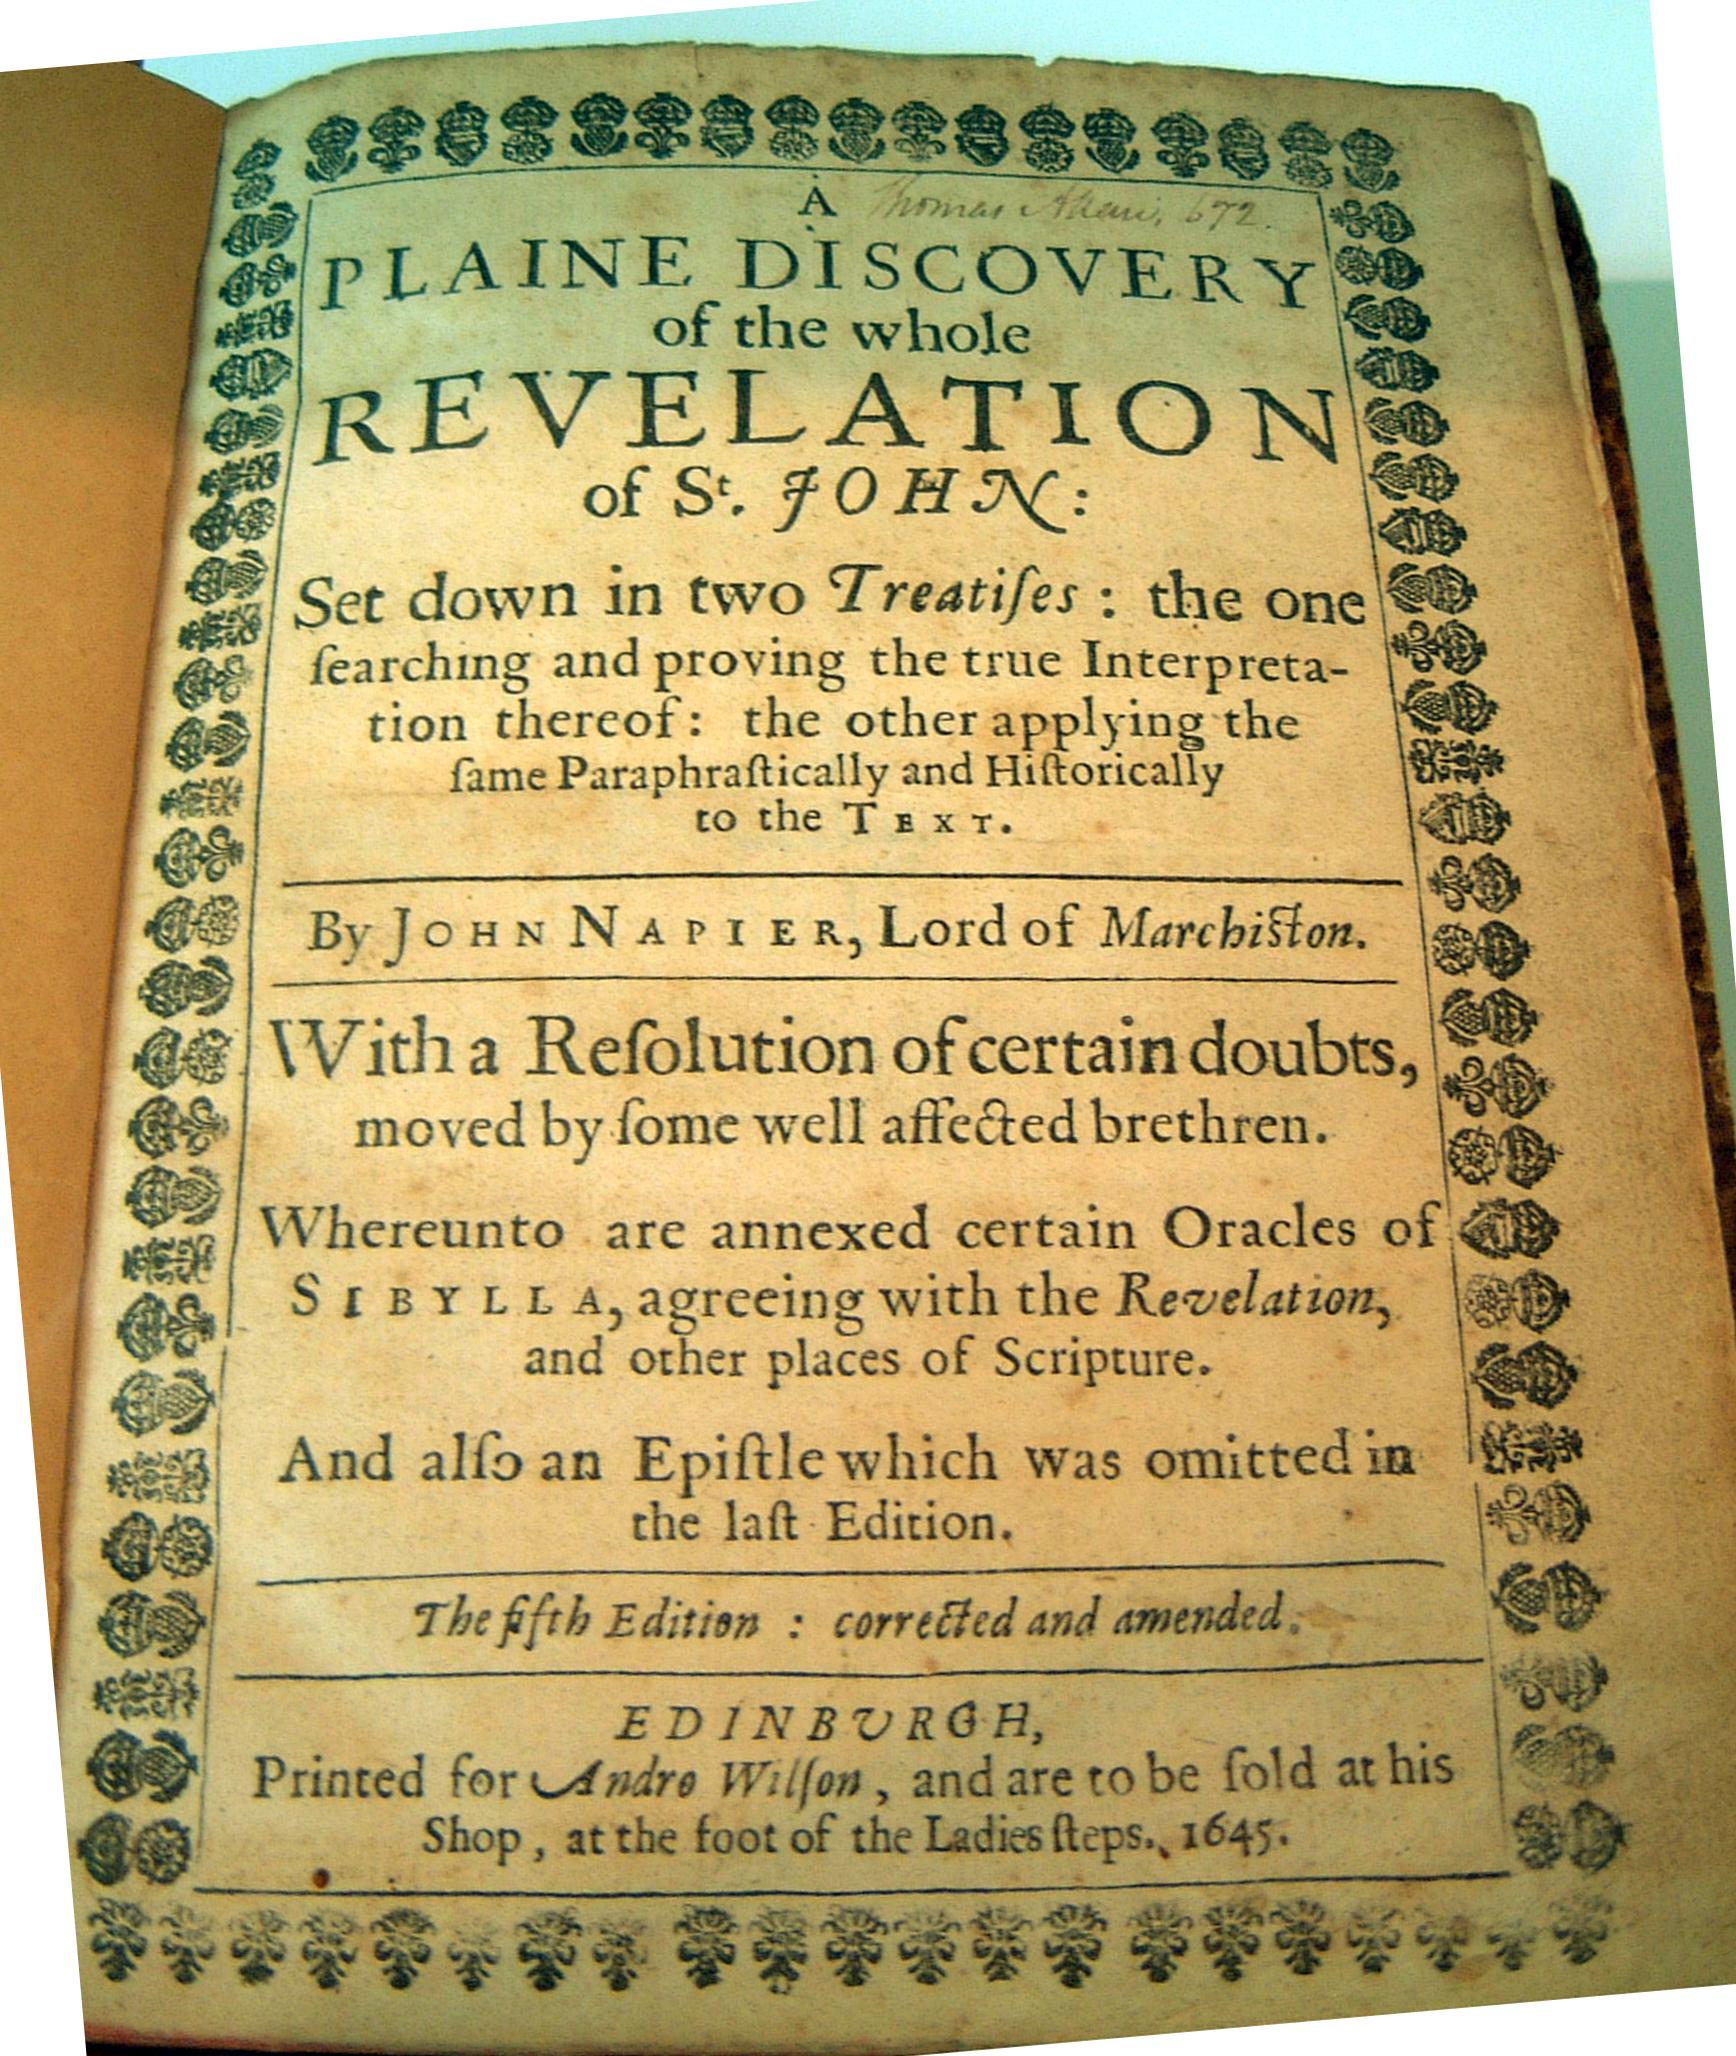 A
Thomas 672.
PLAINE DISCOVERY
of the whole
REVELATION
of St. JOHN:
Set down in two Treatiſes: the one
ſearching and proving the true Interpreta-
tion thereof: the other applying the
ſame Paraphraſtically and Hiſtorically
to the TEXT.
By JOHN NAPIER, Lord of Marchiſton.
With a Reſolution of certain doubts,
moved by ſome well affected brethren.
Whereunto are annexed certain Oracles of
SIBYLLA, agreeing with the Revelation,
and other places of Scripture.
And alſo an Epiſtle which was omitted in
the laſt Edition.
The fifth Edition: corrected and amended.
EDINBURGH,
Printed for Andro Wilſon, and are to be ſold at his
Shop, at the foot of the Ladies ſteps. 1645.